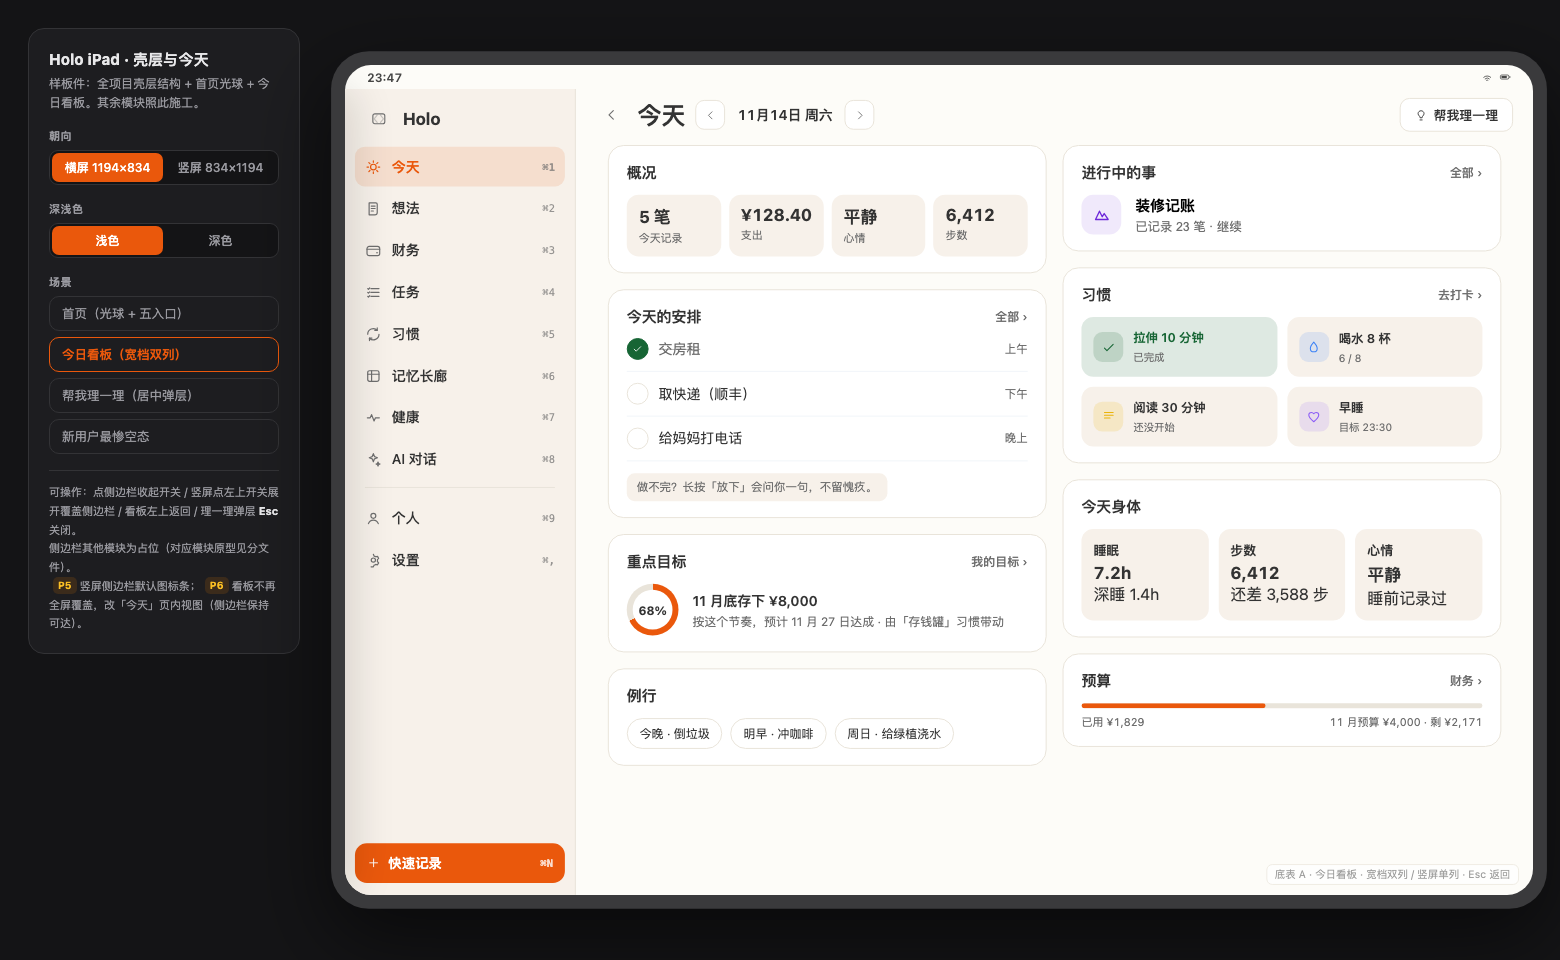 Holo iPad · 壳层与今天
样板件：全项目壳层结构 + 首页光球 + 今
日看板。其余模块照此施工。
朝向
横屏 1194×834
竖屏 834×1194
深浅色
浅色
深色
场景
首页（光球 + 五入口）
今日看板（宽档双列）
帮我理一理（居中弹层）
新用户最惨空态
可操作：点侧边栏收起开关 / 竖屏点左上开关展
开覆盖侧边栏 / 看板左上返回 / 理一理弹层 Esc
关闭。
侧边栏其他模块为占位（对应模块原型见分文
件）。
P5 竖屏侧边栏默认图标条； P6 看板不再
全屏覆盖，改「今天」页内视图（侧边栏保持
可达）。
23:47
Holo
今天 ⌘1
想法 ⌘2
财务 ⌘3
任务 ⌘4
习惯 ⌘5
记忆长廊 ⌘6
健康 ⌘7
AI 对话 ⌘8
个人 ⌘9
设置 ⌘,
+ 快速记录 ⌘N
‹ 今天 ‹ 11月14日 周六 ›
帮我理一理
概况
5 笔
今天记录
¥128.40
支出
平静
心情
6,412
步数
今天的安排
全部 ›
交房租 上午
取快递（顺丰） 下午
给妈妈打电话 晚上
做不完？长按「放下」会问你一句，不留愧疚。
重点目标
我的目标 ›
68%
11 月底存下 ¥8,000
按这个节奏，预计 11 月 27 日达成 · 由「存钱罐」习惯带动
例行
今晚 · 倒垃圾
明早 · 冲咖啡
周日 · 给绿植浇水
进行中的事
全部 ›
装修记账
已记录 23 笔 · 继续
习惯
去打卡 ›
拉伸 10 分钟
已完成
喝水 8 杯
6 / 8
阅读 30 分钟
还没开始
早睡
目标 23:30
今天身体
睡眠
7.2h
深睡 1.4h
步数
6,412
还差 3,588 步
心情
平静
睡前记录过
预算
财务 ›
已用 ¥1,829
11 月预算 ¥4,000 · 剩 ¥2,171
底表 A · 今日看板 · 宽档双列 / 竖屏单列 · Esc 返回